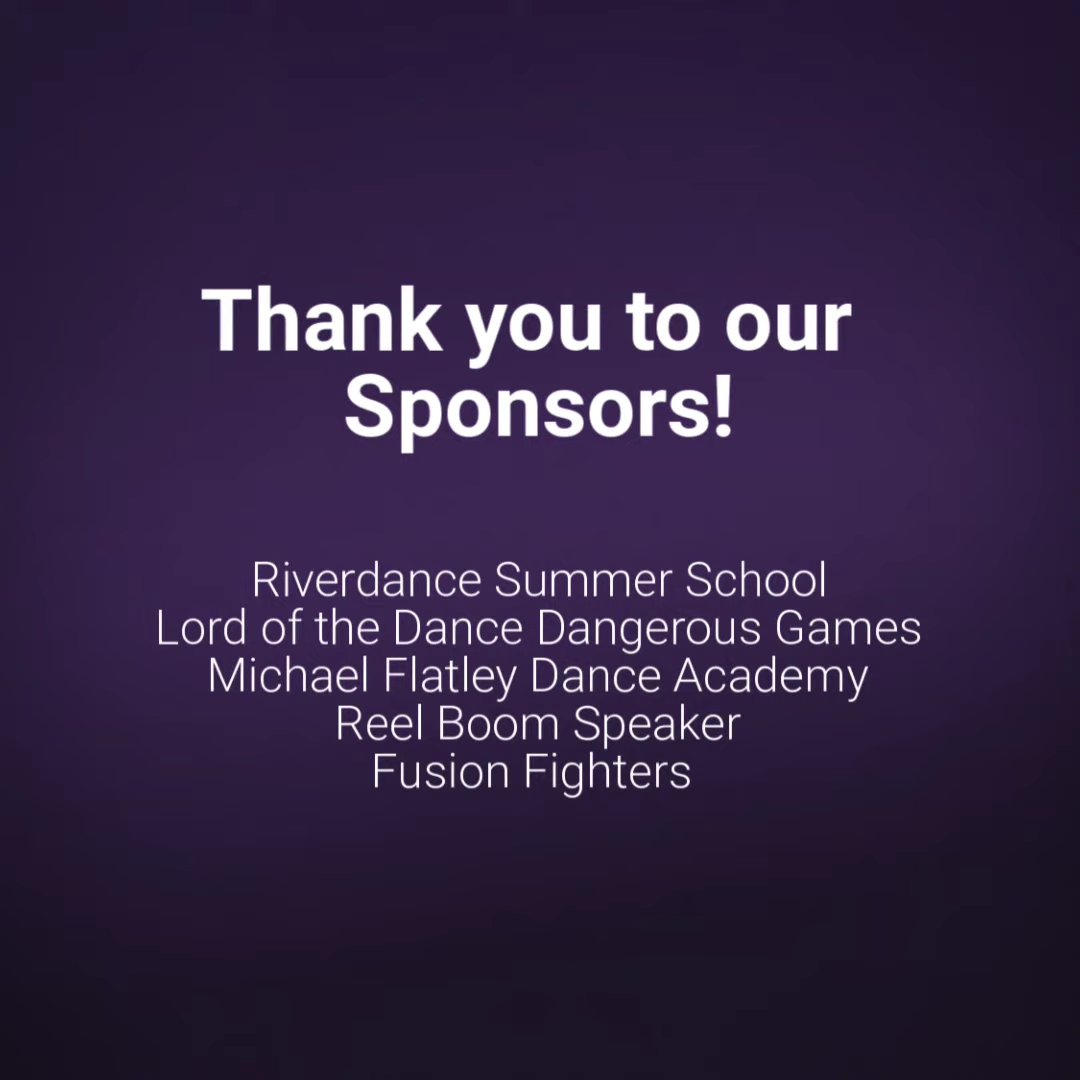 Thank you to our
Sponsors!
Riverdance Summer School
Lord of the Dance Dangerous Games
Michael Flatley Dance Academy
Reel Boom Speaker
Fusion Fighters